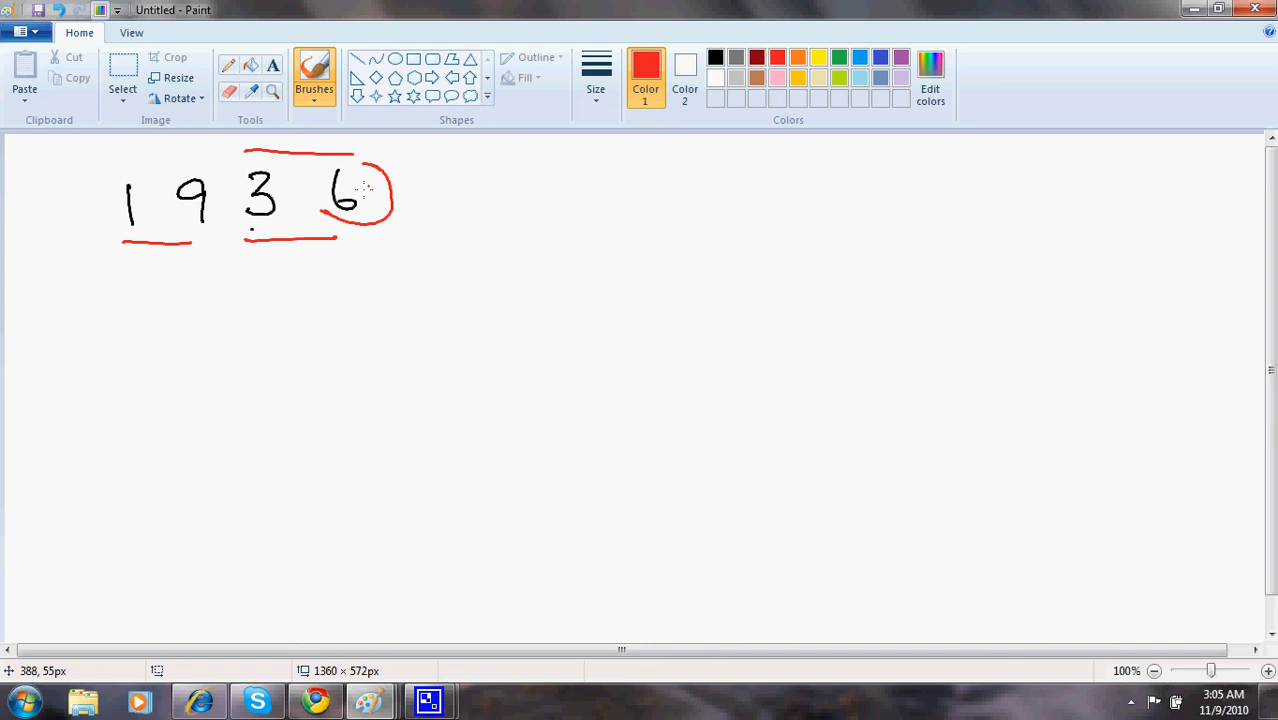 Untitled - Paint
Home View
Paste
Cut
Copy
Clipboard
Select
Crop
Resize
Rotate
Image
Tools
Brushes
Outline
Fill
Shapes
Size
Color 1
Color 2
Edit colors
Colors
1 9 3 6
388, 55px
1360 × 572px
100%
3:05 AM
11/9/2010